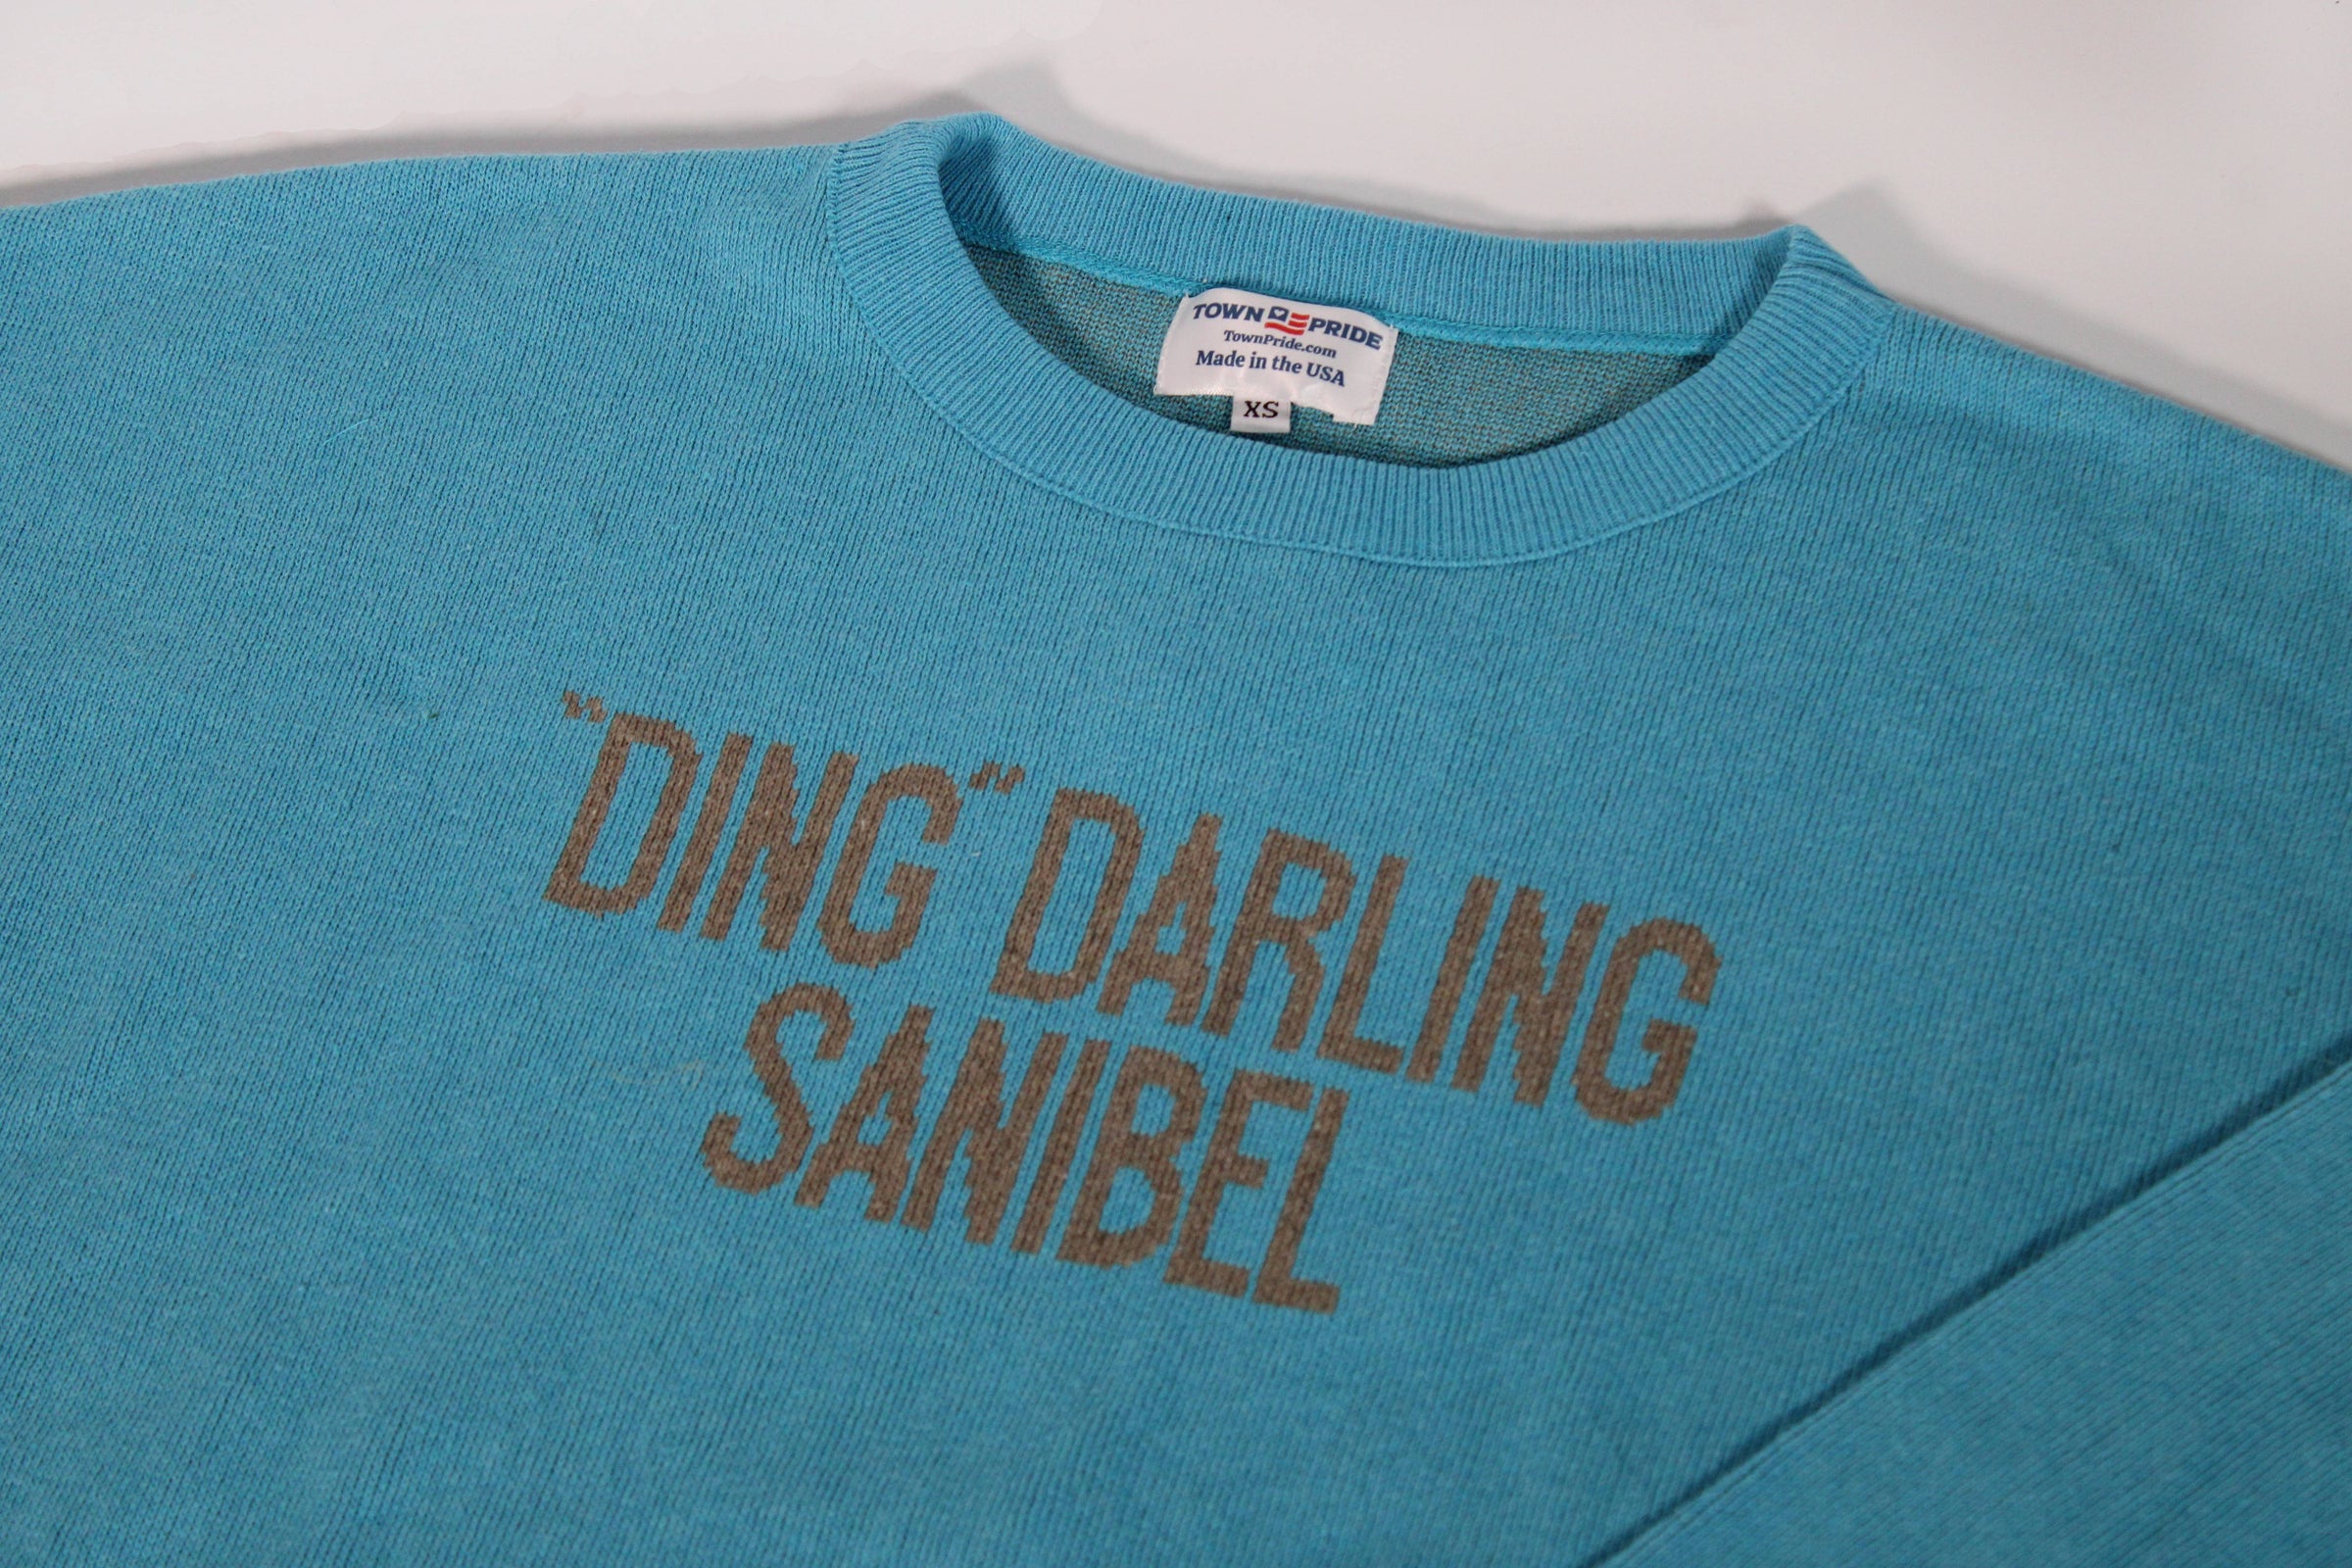 TOWN PRIDE
TownPride.com
Made in the USA
XS
"DING" DARLING
SANIBEL